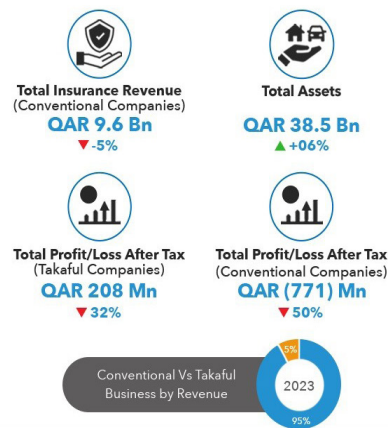 Total Insurance Revenue
(Conventional Companies)
QAR 9.6 Bn
▼ -5%
Total Assets
QAR 38.5 Bn
▲ +06%
Total Profit/Loss After Tax
(Takaful Companies)
QAR 208 Mn
▼ 32%
Total Profit/Loss After Tax
(Conventional Companies)
QAR (771) Mn
▼ 50%
Conventional Vs Takaful
Business by Revenue
5%
2023
95%